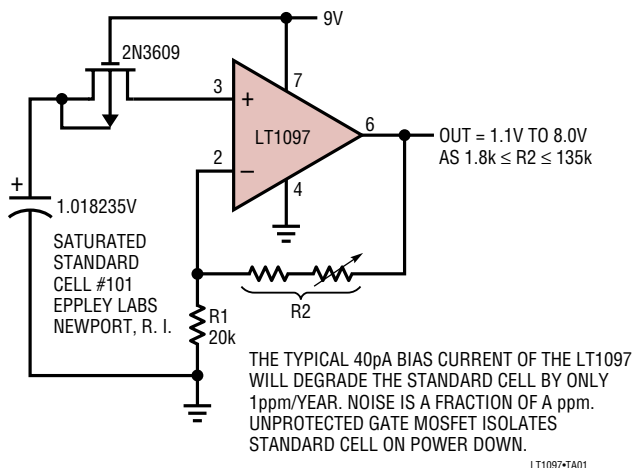 9V
2N3609
3
7
+
LT1097
6
OUT = 1.1V TO 8.0V
AS 1.8k ≤ R2 ≤ 135k
2
–
4
+
1.018235V
SATURATED
STANDARD
CELL #101
EPPLEY LABS
NEWPORT, R. I.
R2
R1
20k
THE TYPICAL 40pA BIAS CURRENT OF THE LT1097
WILL DEGRADE THE STANDARD CELL BY ONLY
1ppm/YEAR. NOISE IS A FRACTION OF A ppm.
UNPROTECTED GATE MOSFET ISOLATES
STANDARD CELL ON POWER DOWN.
LT1097•TA01